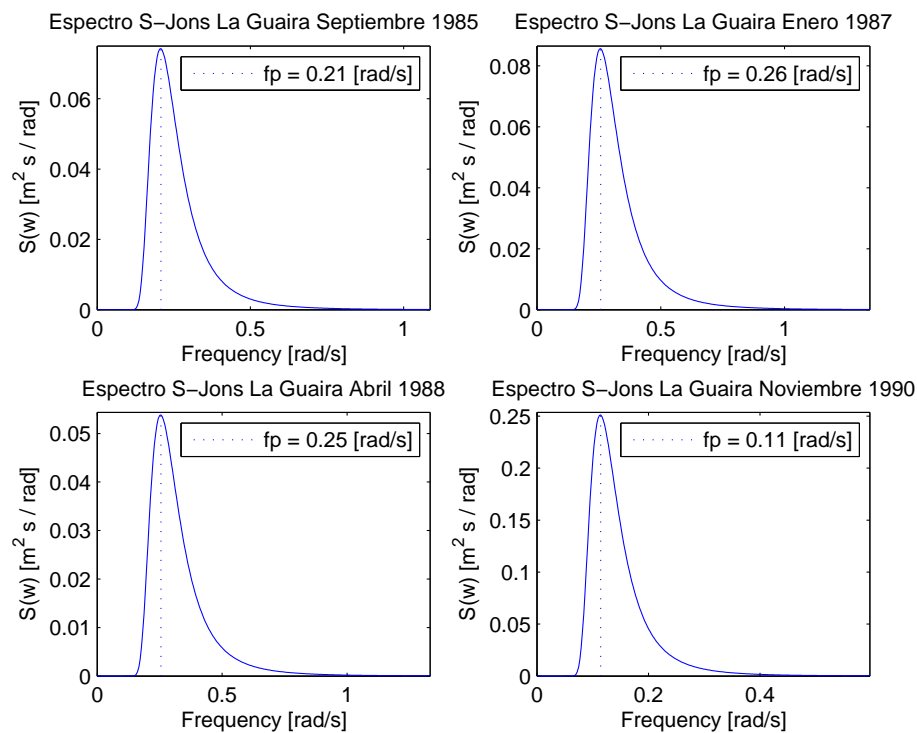 Espectro S−Jons La Guaira Septiembre 1985
fp = 0.21 [rad/s]
S(w) [m² s / rad]
0.06
0.04
0.02
0
0 0.5 1
Frequency [rad/s]
Espectro S−Jons La Guaira Enero 1987
fp = 0.26 [rad/s]
S(w) [m² s / rad]
0.08
0.06
0.04
0.02
0
0 0.5 1
Frequency [rad/s]
Espectro S−Jons La Guaira Abril 1988
fp = 0.25 [rad/s]
S(w) [m² s / rad]
0.05
0.04
0.03
0.02
0.01
0
0 0.5 1
Frequency [rad/s]
Espectro S−Jons La Guaira Noviembre 1990
fp = 0.11 [rad/s]
S(w) [m² s / rad]
0.25
0.2
0.15
0.1
0.05
0
0 0.2 0.4
Frequency [rad/s]